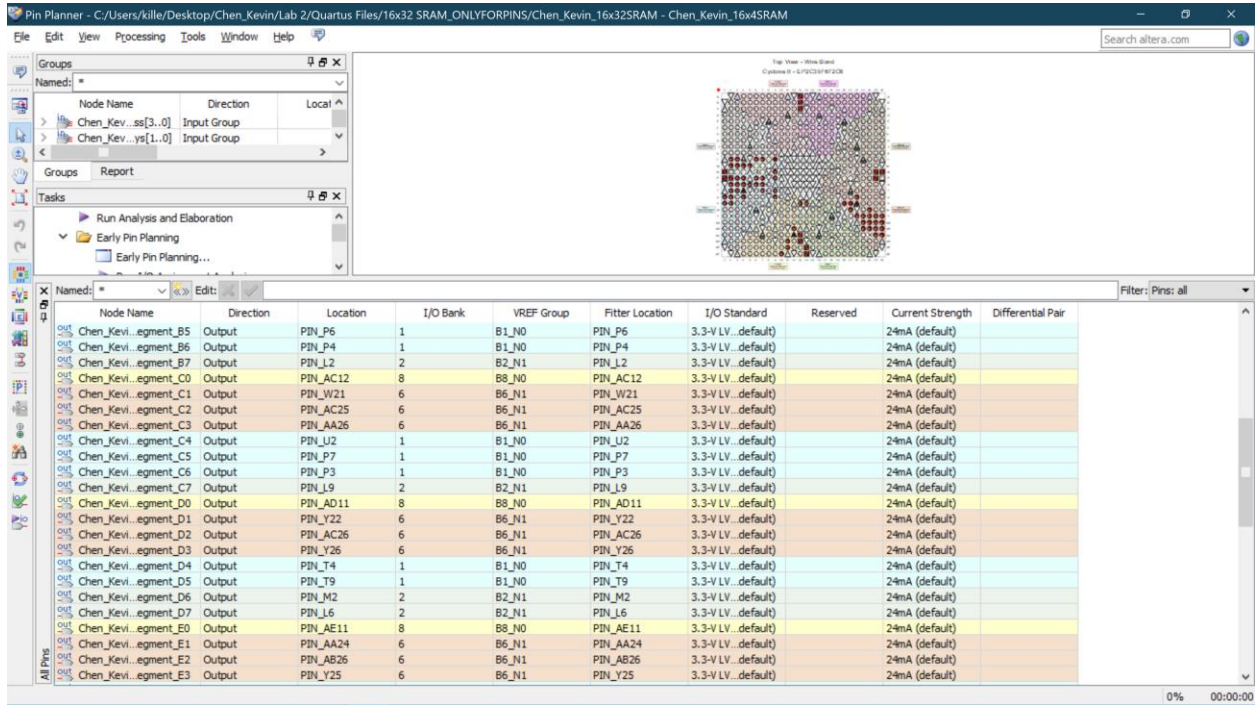 Pin Planner - C:/Users/kille/Desktop/Chen_Kevin/Lab 2/Quartus Files/16x32 SRAM_ONLYFORPINS/Chen_Kevin_16x32SRAM - Chen_Kevin_16x4SRAM
File Edit View Processing Tools Window Help
Search altera.com
Groups
Named: *
Node Name Direction Locat
Chen_Kev...ss[3..0] Input Group
Chen_Kev...ys[1..0] Input Group
Groups Report
Tasks
Run Analysis and Elaboration
Early Pin Planning
Early Pin Planning...
Top View - Wire Bond
Named: * Edit: Filter: Pins: all
Node Name Direction Location I/O Bank VREF Group Fitter Location I/O Standard Reserved Current Strength Differential Pair
Chen_Kevi...egment_B5 Output PIN_P6 1 B1_N0 PIN_P6 3.3-V LV...default) 24mA (default)
Chen_Kevi...egment_B6 Output PIN_P4 1 B1_N0 PIN_P4 3.3-V LV...default) 24mA (default)
Chen_Kevi...egment_B7 Output PIN_L2 2 B2_N1 PIN_L2 3.3-V LV...default) 24mA (default)
Chen_Kevi...egment_C0 Output PIN_AC12 8 B8_N0 PIN_AC12 3.3-V LV...default) 24mA (default)
Chen_Kevi...egment_C1 Output PIN_W21 6 B6_N1 PIN_W21 3.3-V LV...default) 24mA (default)
Chen_Kevi...egment_C2 Output PIN_AC25 6 B6_N1 PIN_AC25 3.3-V LV...default) 24mA (default)
Chen_Kevi...egment_C3 Output PIN_AA26 6 B6_N1 PIN_AA26 3.3-V LV...default) 24mA (default)
Chen_Kevi...egment_C4 Output PIN_U2 1 B1_N0 PIN_U2 3.3-V LV...default) 24mA (default)
Chen_Kevi...egment_C5 Output PIN_P7 1 B1_N0 PIN_P7 3.3-V LV...default) 24mA (default)
Chen_Kevi...egment_C6 Output PIN_P3 1 B1_N0 PIN_P3 3.3-V LV...default) 24mA (default)
Chen_Kevi...egment_C7 Output PIN_L9 2 B2_N1 PIN_L9 3.3-V LV...default) 24mA (default)
Chen_Kevi...egment_D0 Output PIN_AD11 8 B8_N0 PIN_AD11 3.3-V LV...default) 24mA (default)
Chen_Kevi...egment_D1 Output PIN_Y22 6 B6_N1 PIN_Y22 3.3-V LV...default) 24mA (default)
Chen_Kevi...egment_D2 Output PIN_AC26 6 B6_N1 PIN_AC26 3.3-V LV...default) 24mA (default)
Chen_Kevi...egment_D3 Output PIN_Y26 6 B6_N1 PIN_Y26 3.3-V LV...default) 24mA (default)
Chen_Kevi...egment_D4 Output PIN_T4 1 B1_N0 PIN_T4 3.3-V LV...default) 24mA (default)
Chen_Kevi...egment_D5 Output PIN_T9 1 B1_N0 PIN_T9 3.3-V LV...default) 24mA (default)
Chen_Kevi...egment_D6 Output PIN_M2 2 B2_N1 PIN_M2 3.3-V LV...default) 24mA (default)
Chen_Kevi...egment_D7 Output PIN_L6 2 B2_N1 PIN_L6 3.3-V LV...default) 24mA (default)
Chen_Kevi...egment_E0 Output PIN_AE11 8 B8_N0 PIN_AE11 3.3-V LV...default) 24mA (default)
Chen_Kevi...egment_E1 Output PIN_AA24 6 B6_N1 PIN_AA24 3.3-V LV...default) 24mA (default)
Chen_Kevi...egment_E2 Output PIN_AB26 6 B6_N1 PIN_AB26 3.3-V LV...default) 24mA (default)
Chen_Kevi...egment_E3 Output PIN_Y25 6 B6_N1 PIN_Y25 3.3-V LV...default) 24mA (default)
All Pins
0% 00:00:00